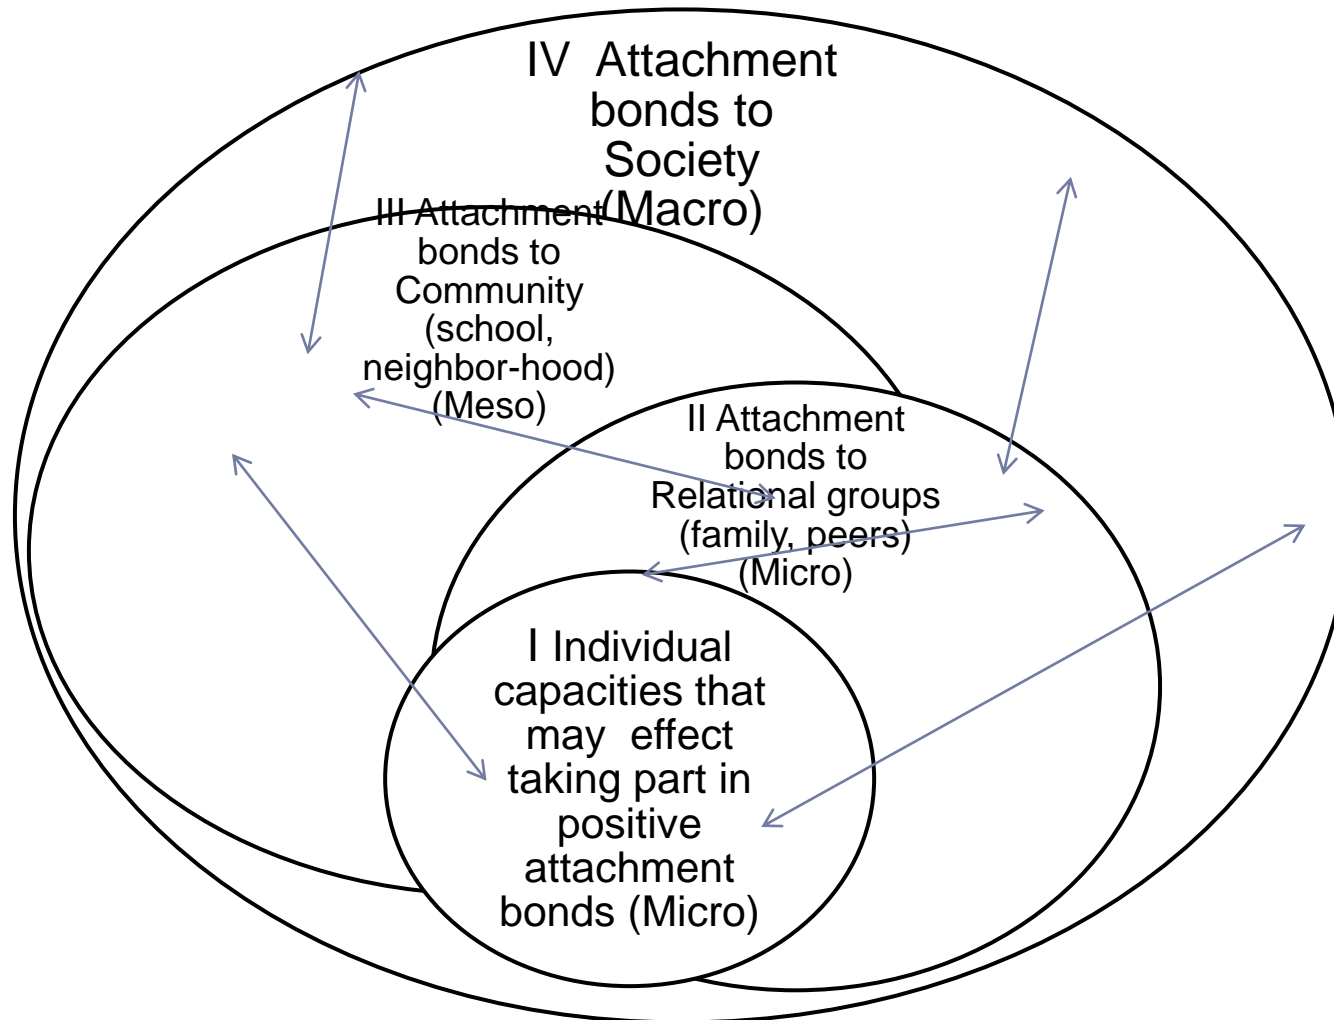 IV Attachment
bonds to
Society
(Macro)
III Attachment
bonds to
Community
(school,
neighbor-hood)
(Meso)
II Attachment
bonds to
Relational groups
(family, peers)
(Micro)
I Individual
capacities that
may effect
taking part in
positive
attachment
bonds (Micro)